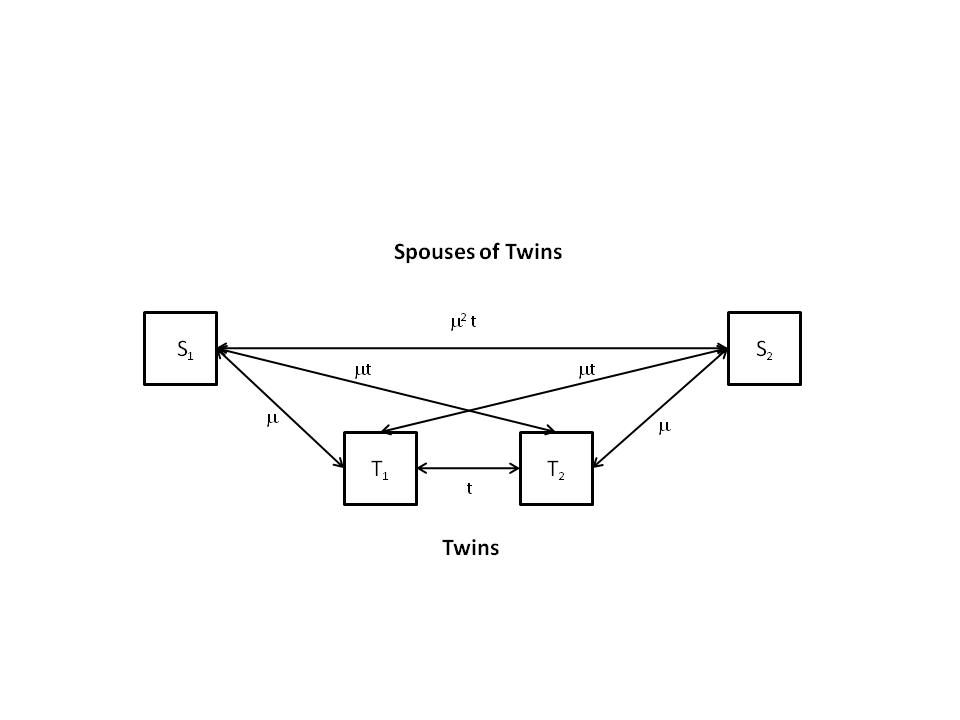 Spouses of Twins
μ² t
S₁
S₂
μt
μt
μ
μ
T₁
T₂
t
Twins